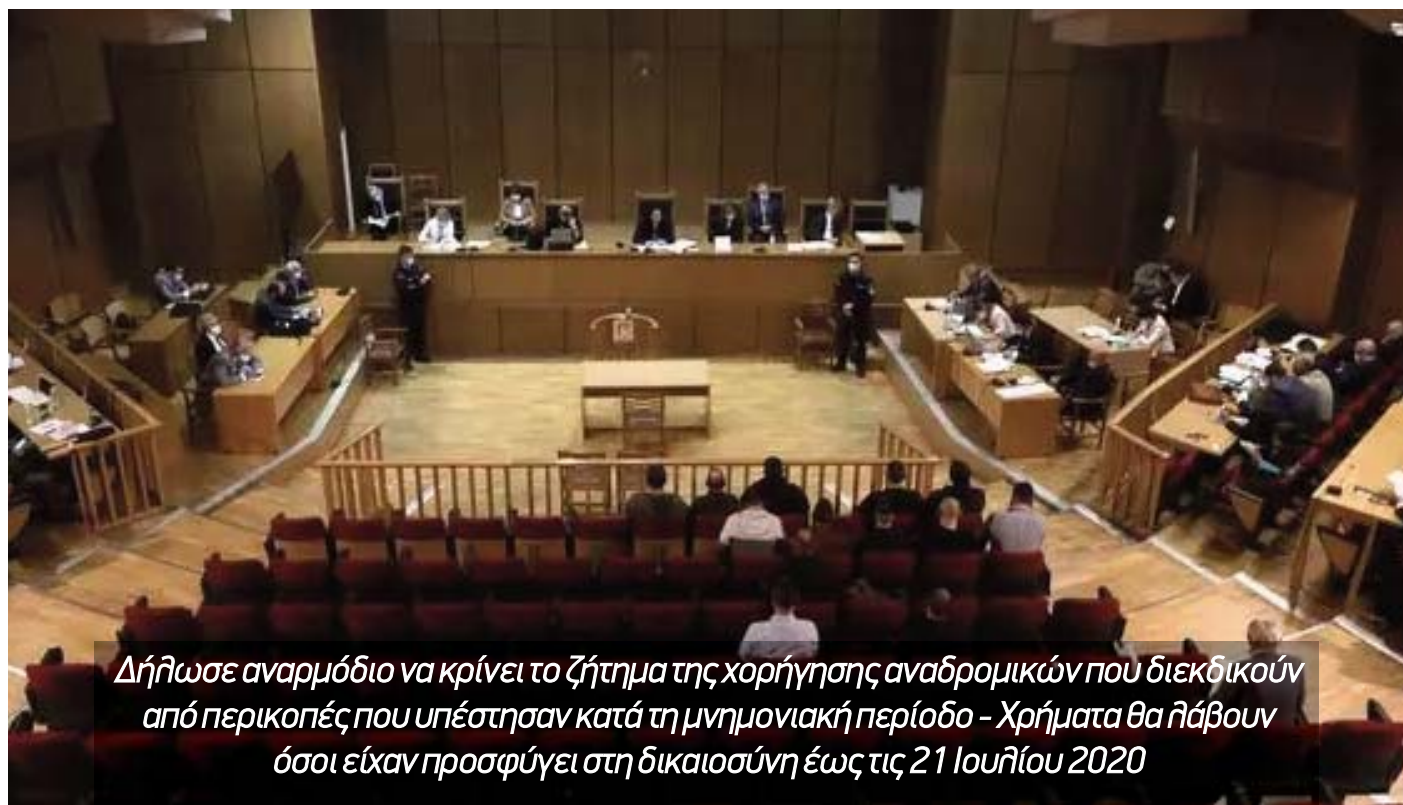 Δήλωσε αναρμόδιο να κρίνει το ζήτημα της χορήγησης αναδρομικών που διεκδικούν
από περικοπές που υπέστησαν κατά τη μνημονιακή περίοδο - Χρήματα θα λάβουν
όσοι είχαν προσφύγει στη δικαιοσύνη έως τις 21 Ιουλίου 2020